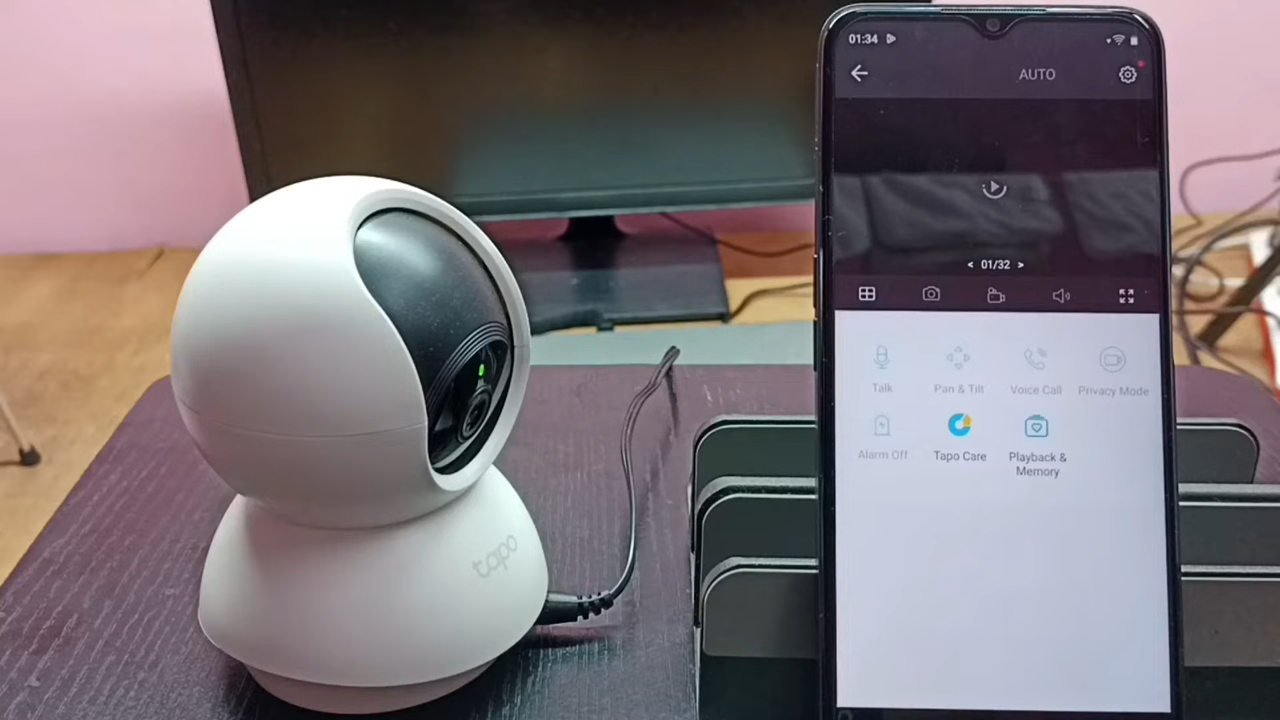 01:34
AUTO
< 01/32 >
Talk
Pan & Tilt
Voice Call
Privacy Mode
Alarm Off
Tapo Care
Playback &
Memory
tapo